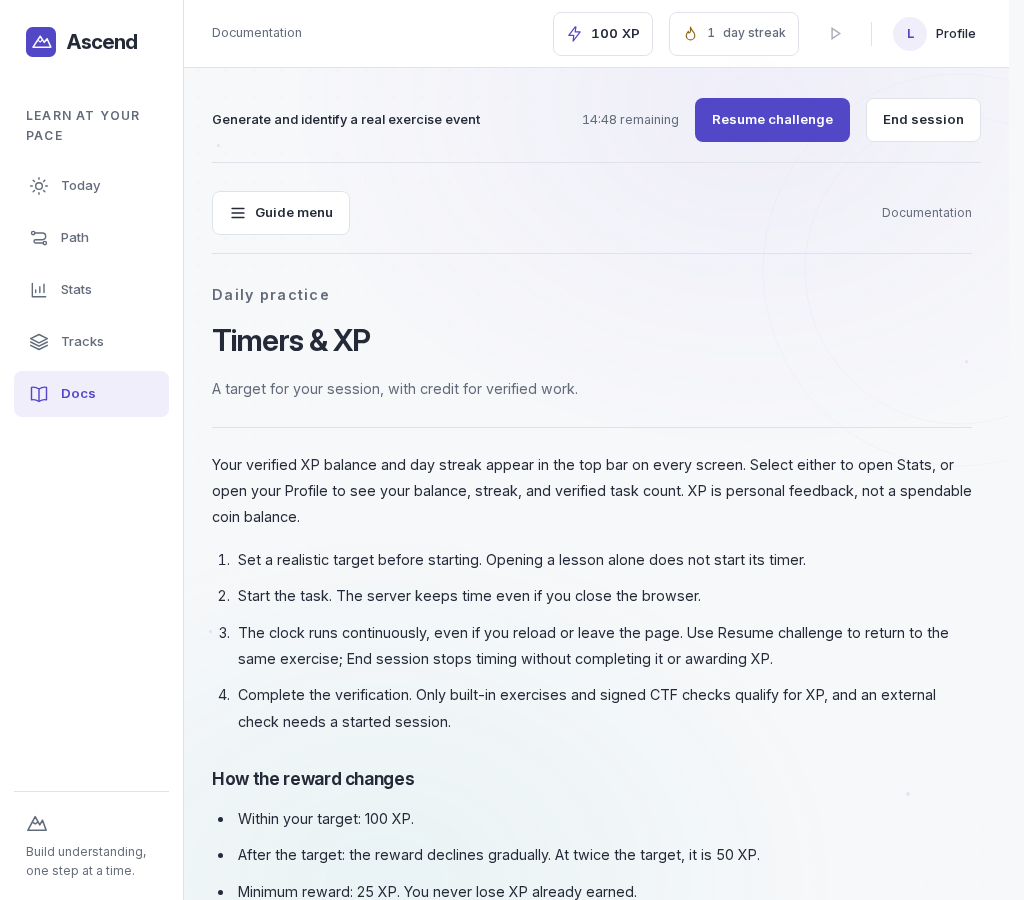 Ascend
LEARN AT YOUR
PACE
Today
Path
Stats
Tracks
Docs
Build understanding,
one step at a time.
Documentation
100 XP
1 day streak
L
Profile
Generate and identify a real exercise event
14:48 remaining
Resume challenge
End session
Guide menu
Documentation
Daily practice
Timers & XP
A target for your session, with credit for verified work.
Your verified XP balance and day streak appear in the top bar on every screen. Select either to open Stats, or
open your Profile to see your balance, streak, and verified task count. XP is personal feedback, not a spendable
coin balance.
1. Set a realistic target before starting. Opening a lesson alone does not start its timer.
2. Start the task. The server keeps time even if you close the browser.
3. The clock runs continuously, even if you reload or leave the page. Use Resume challenge to return to the
same exercise; End session stops timing without completing it or awarding XP.
4. Complete the verification. Only built-in exercises and signed CTF checks qualify for XP, and an external
check needs a started session.
How the reward changes
• Within your target: 100 XP.
• After the target: the reward declines gradually. At twice the target, it is 50 XP.
• Minimum reward: 25 XP. You never lose XP already earned.